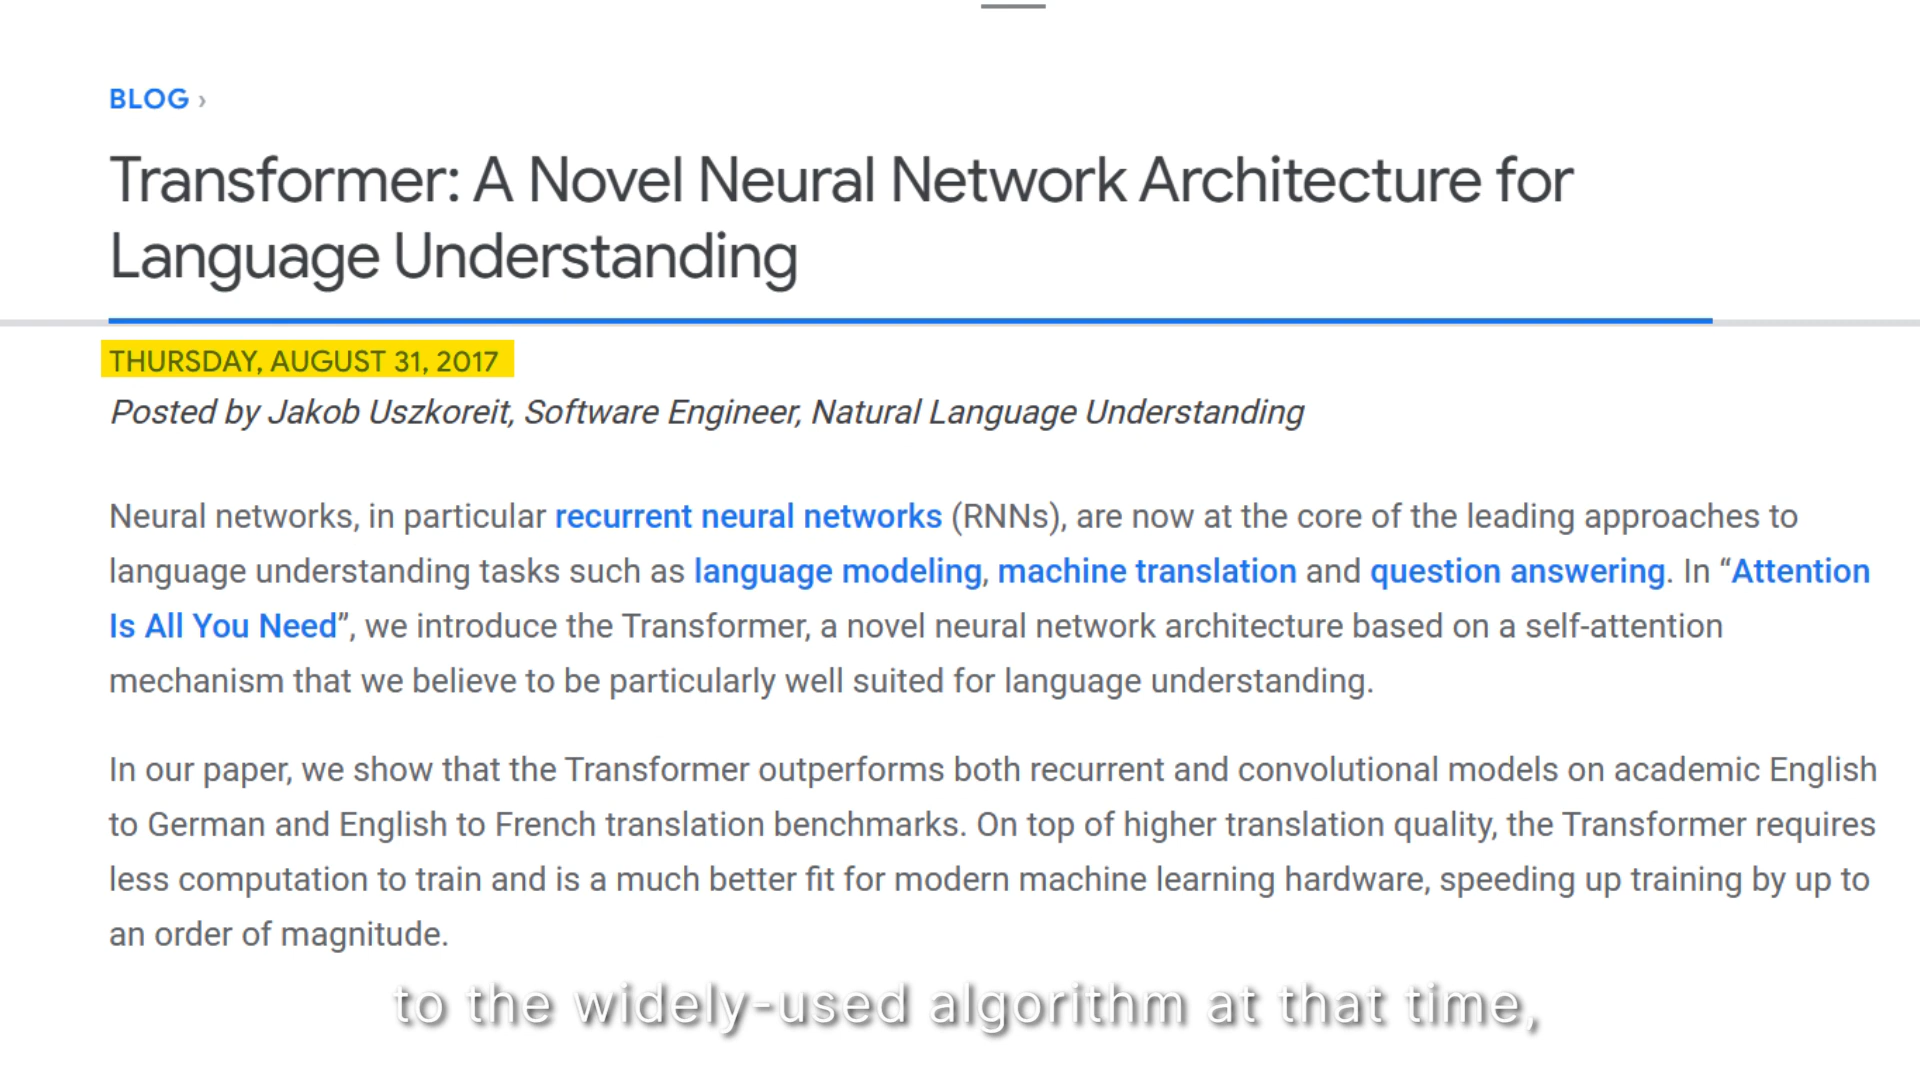 BLOG ›
Transformer: A Novel Neural Network Architecture for
Language Understanding
THURSDAY, AUGUST 31, 2017
Posted by Jakob Uszkoreit, Software Engineer, Natural Language Understanding
Neural networks, in particular recurrent neural networks (RNNs), are now at the core of the leading approaches to
language understanding tasks such as language modeling, machine translation and question answering. In “Attention
Is All You Need”, we introduce the Transformer, a novel neural network architecture based on a self-attention
mechanism that we believe to be particularly well suited for language understanding.
In our paper, we show that the Transformer outperforms both recurrent and convolutional models on academic English
to German and English to French translation benchmarks. On top of higher translation quality, the Transformer requires
less computation to train and is a much better fit for modern machine learning hardware, speeding up training by up to
an order of magnitude.
to the widely-used algorithm at that time,